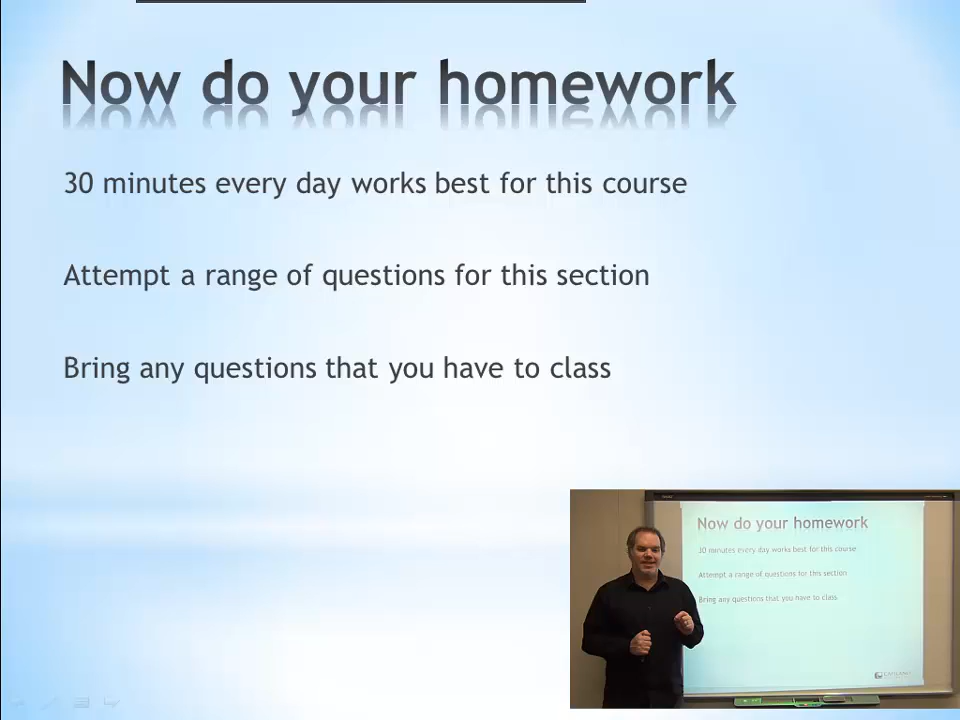 Now do your homework
30 minutes every day works best for this course
Attempt a range of questions for this section
Bring any questions that you have to class
Now do your homework
30 minutes every day works best for this course
Attempt a range of questions for this section
Bring any questions that you have to class